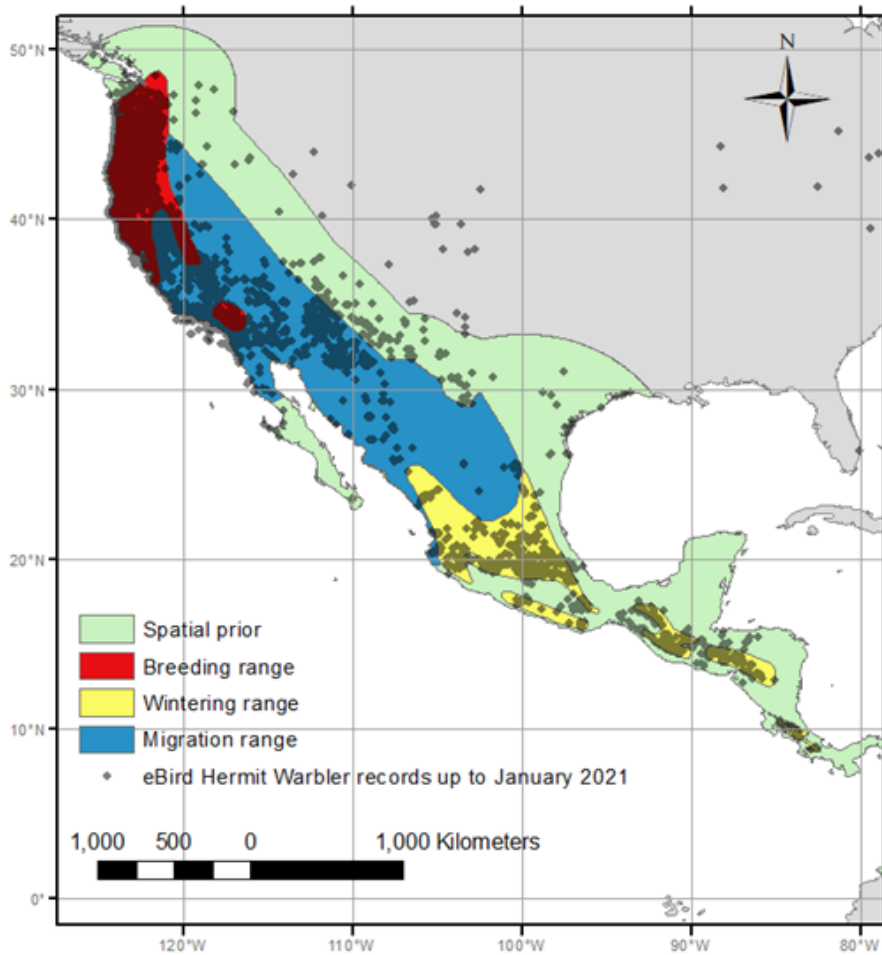 50°N
N
40°N
30°N
20°N
Spatial prior
Breeding range
Wintering range
Migration range
10°N
eBird Hermit Warbler records up to January 2021
1,000 500 0 1,000 Kilometers
0°
120°W 110°W 100°W 90°W 80°W